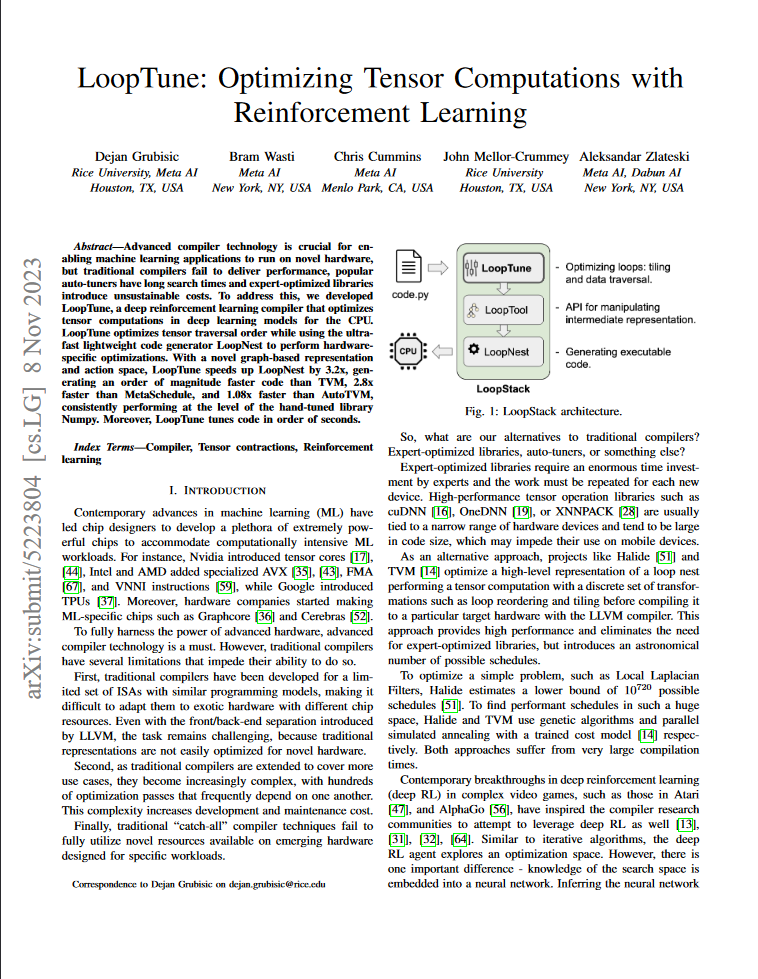 LoopTune: Optimizing Tensor Computations with
Reinforcement Learning
Dejan Grubisic
Rice University, Meta AI
Houston, TX, USA
Bram Wasti
Meta AI
New York, NY, USA
Chris Cummins
Meta AI
Menlo Park, CA, USA
John Mellor-Crummey
Rice University
Houston, TX, USA
Aleksandar Zlateski
Meta AI, Dabun AI
New York, NY, USA
arXiv:submit/5223804 [cs.LG] 8 Nov 2023
Abstract—Advanced compiler technology is crucial for en-
abling machine learning applications to run on novel hardware,
but traditional compilers fail to deliver performance, popular
auto-tuners have long search times and expert-optimized libraries
introduce unsustainable costs. To address this, we developed
LoopTune, a deep reinforcement learning compiler that optimizes
tensor computations in deep learning models for the CPU.
LoopTune optimizes tensor traversal order while using the ultra-
fast lightweight code generator LoopNest to perform hardware-
specific optimizations. With a novel graph-based representation
and action space, LoopTune speeds up LoopNest by 3.2x, gen-
erating an order of magnitude faster code than TVM, 2.8x
faster than MetaSchedule, and 1.08x faster than AutoTVM,
consistently performing at the level of the hand-tuned library
Numpy. Moreover, LoopTune tunes code in order of seconds.
Index Terms—Compiler, Tensor contractions, Reinforcement
learning
I. INTRODUCTION
Contemporary advances in machine learning (ML) have
led chip designers to develop a plethora of extremely pow-
erful chips to accommodate computationally intensive ML
workloads. For instance, Nvidia introduced tensor cores [17],
[44], Intel and AMD added specialized AVX [35], [43], FMA
[67], and VNNI instructions [59], while Google introduced
TPUs [37]. Moreover, hardware companies started making
ML-specific chips such as Graphcore [36] and Cerebras [52].
To fully harness the power of advanced hardware, advanced
compiler technology is a must. However, traditional compilers
have several limitations that impede their ability to do so.
First, traditional compilers have been developed for a lim-
ited set of ISAs with similar programming models, making it
difficult to adapt them to exotic hardware with different chip
resources. Even with the front/back-end separation introduced
by LLVM, the task remains challenging, because traditional
representations are not easily optimized for novel hardware.
Second, as traditional compilers are extended to cover more
use cases, they become increasingly complex, with hundreds
of optimization passes that frequently depend on one another.
This complexity increases development and maintenance cost.
Finally, traditional “catch-all” compiler techniques fail to
fully utilize novel resources available on emerging hardware
designed for specific workloads.
Correspondence to Dejan Grubisic on dejan.grubisic@rice.edu
code.py
CPU
LoopTune
LoopTool
LoopNest
LoopStack
- Optimizing loops: tiling
and data traversal.
- API for manipulating
intermediate representation.
- Generating executable
code.
Fig. 1: LoopStack architecture.
So, what are our alternatives to traditional compilers?
Expert-optimized libraries, auto-tuners, or something else?
Expert-optimized libraries require an enormous time invest-
ment by experts and the work must be repeated for each new
device. High-performance tensor operation libraries such as
cuDNN [16], OneDNN [19], or XNNPACK [28] are usually
tied to a narrow range of hardware devices and tend to be large
in code size, which may impede their use on mobile devices.
As an alternative approach, projects like Halide [51] and
TVM [14] optimize a high-level representation of a loop nest
performing a tensor computation with a discrete set of transfor-
mations such as loop reordering and tiling before compiling it
to a particular target hardware with the LLVM compiler. This
approach provides high performance and eliminates the need
for expert-optimized libraries, but introduces an astronomical
number of possible schedules.
To optimize a simple problem, such as Local Laplacian
Filters, Halide estimates a lower bound of 10^720 possible
schedules [51]. To find performant schedules in such a huge
space, Halide and TVM use genetic algorithms and parallel
simulated annealing with a trained cost model [14] respec-
tively. Both approaches suffer from very large compilation
times.
Contemporary breakthroughs in deep reinforcement learning
(deep RL) in complex video games, such as those in Atari
[47], and AlphaGo [56], have inspired the compiler research
communities to attempt to leverage deep RL as well [13],
[31], [32], [64]. Similar to iterative algorithms, the deep
RL agent explores an optimization space. However, there is
one important difference - knowledge of the search space is
embedded into a neural network. Inferring the neural network